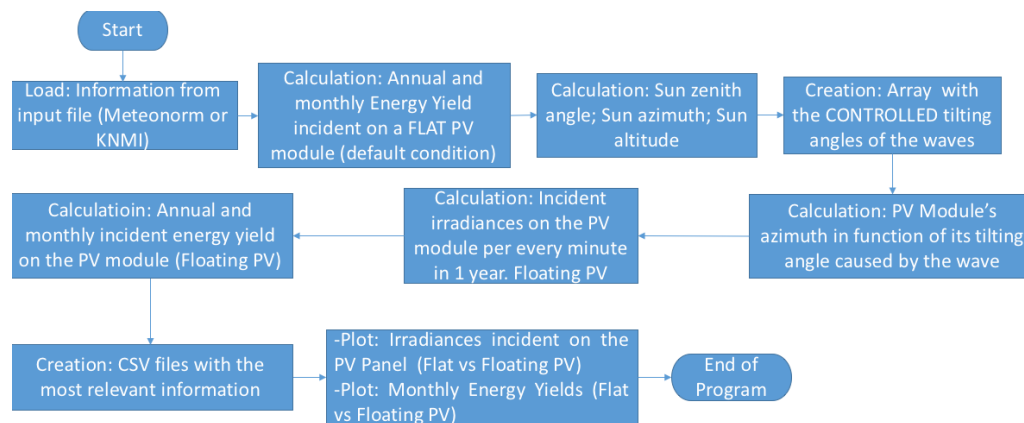 Start
Load: Information from
input file (Meteonorm or
KNMI)
Calculation: Annual and
monthly Energy Yield
incident on a FLAT PV
module (default condition)
Calculation: Sun zenith
angle; Sun azimuth; Sun
altitude
Creation: Array with
the CONTROLLED tilting
angles of the waves
Calculation: PV Module's
azimuth in function of its tilting
angle caused by the wave
Calculation: Incident
irradiances on the PV
module per every minute
in 1 year. Floating PV
Calculatioin: Annual and
monthly incident energy yield
on the PV module (Floating PV)
Creation: CSV files with the
most relevant information
-Plot: Irradiances incident on the
PV Panel (Flat vs Floating PV)
-Plot: Monthly Energy Yields (Flat
vs Floating PV)
End of
Program